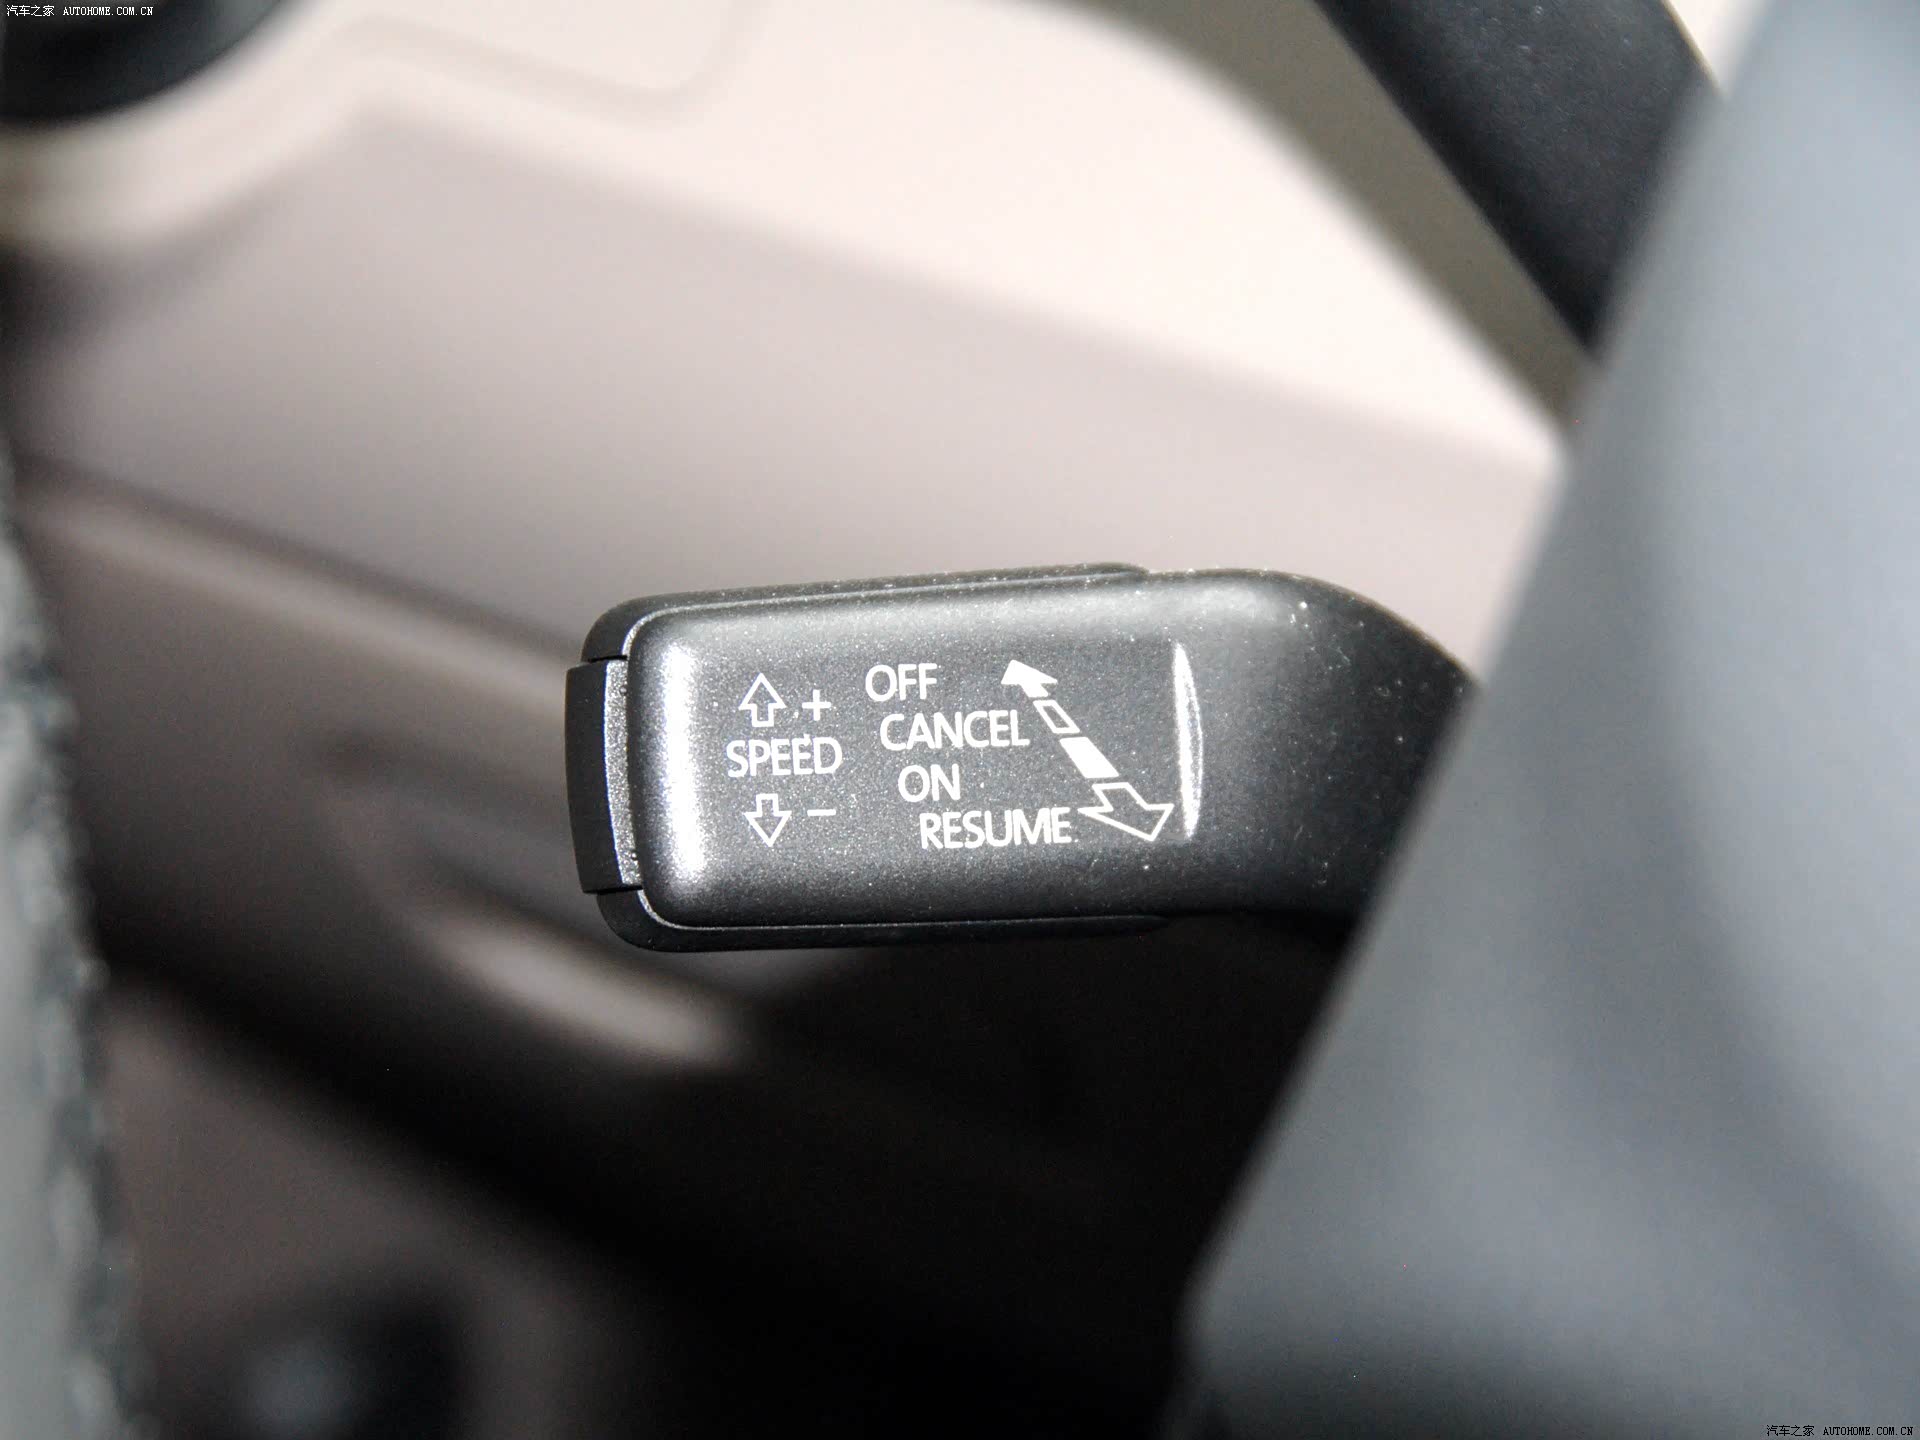 汽车之家 AUTOHOME.COM.CN
+
SPEED
−
OFF
CANCEL
ON
RESUME
汽车之家 AUTOHOME.COM.CN